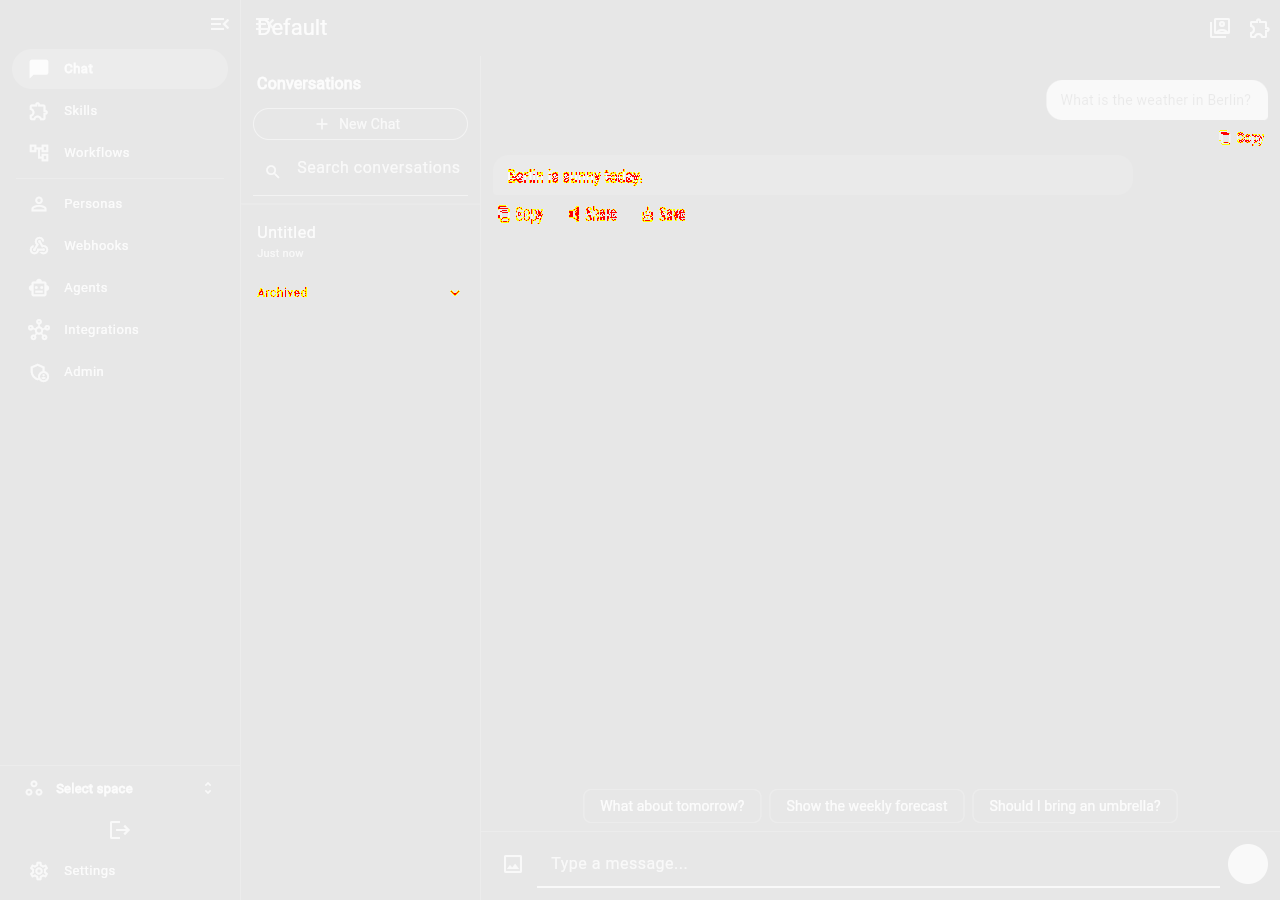 Default
Chat
Skills
Workflows
Personas
Webhooks
Agents
Integrations
Admin
Select space
Settings
Conversations
New Chat
Search conversations
Untitled
Just now
Archived
What is the weather in Berlin?
Copy
Berlin is sunny today.
Copy
Share
Save
What about tomorrow?
Show the weekly forecast
Should I bring an umbrella?
Type a message...